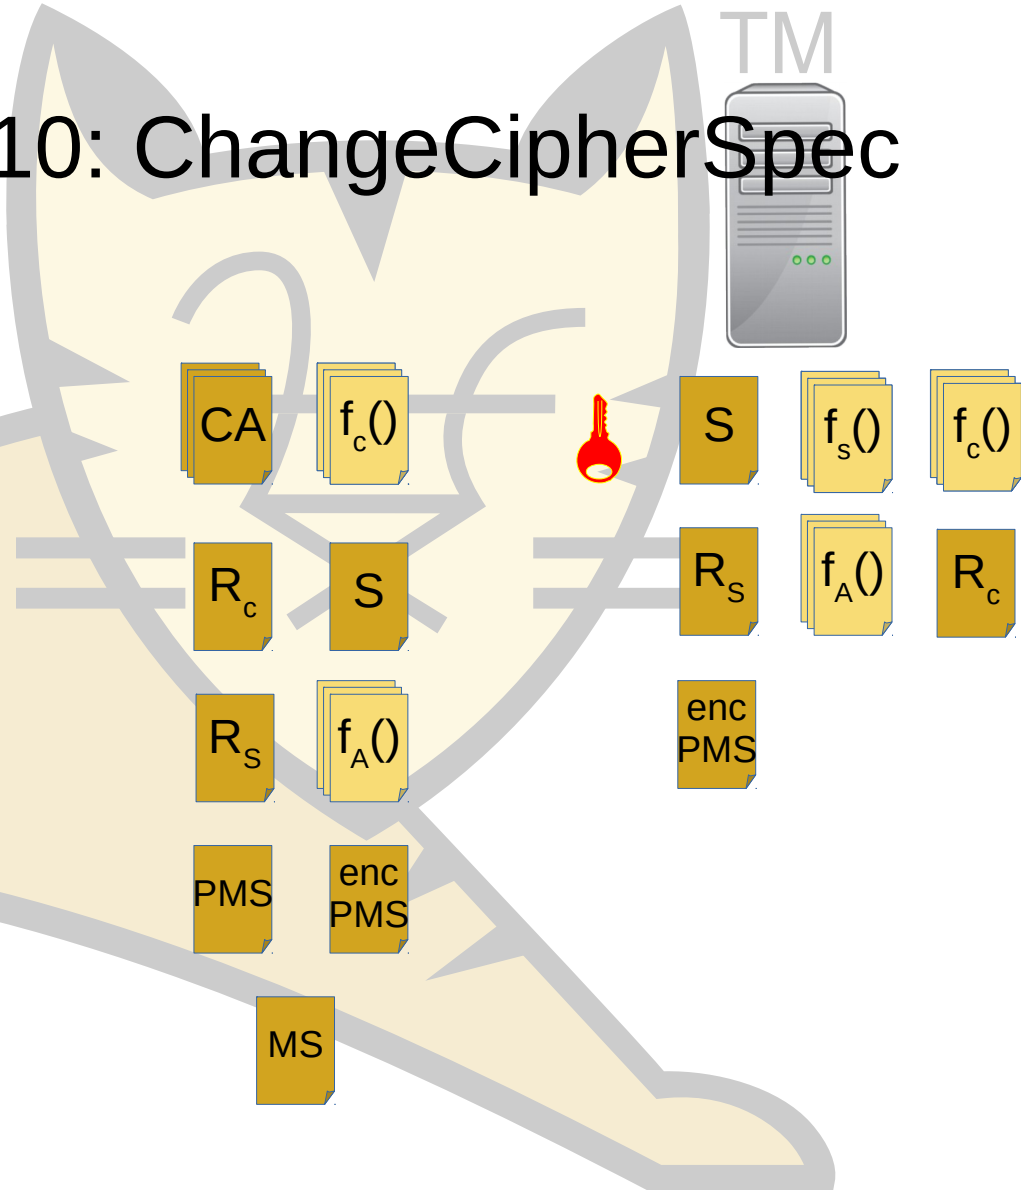 TM
10: ChangeCipherSpec
CA
fc()
S
fs()
fc()
Rc
S
RS
fA()
Rc
RS
fA()
enc
PMS
PMS
enc
PMS
MS